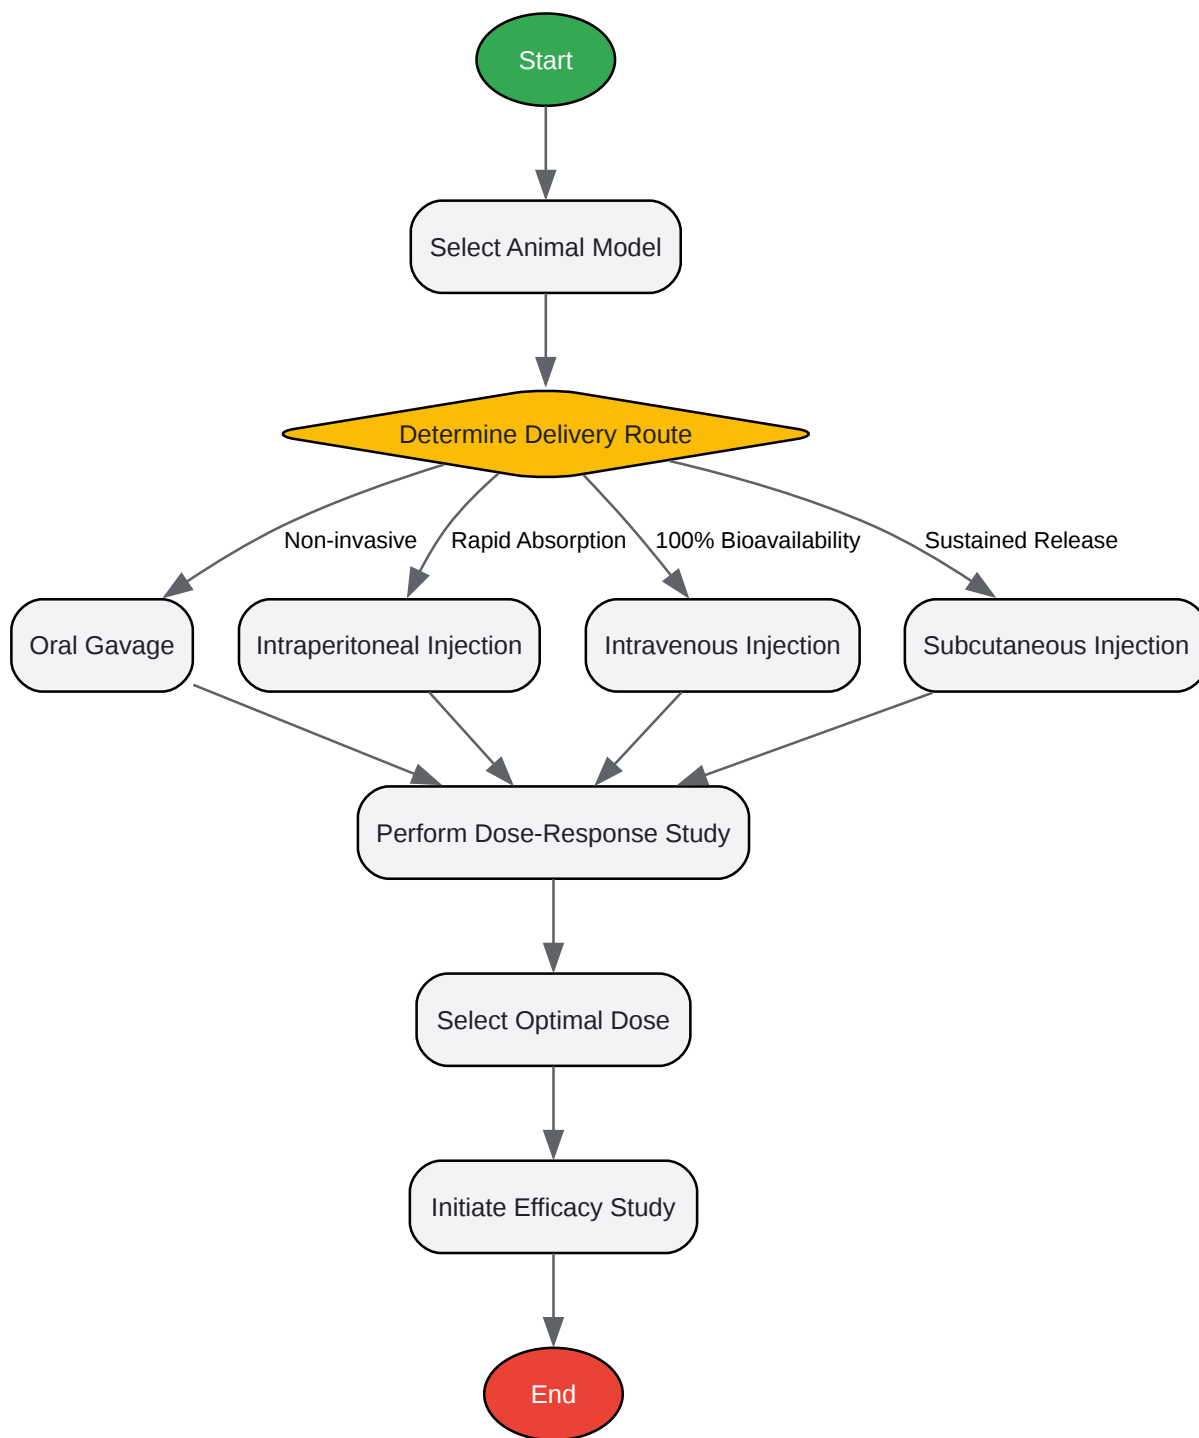 Start
Select Animal Model
Determine Delivery Route
Non-invasive
Rapid Absorption
100% Bioavailability
Sustained Release
Oral Gavage
Intraperitoneal Injection
Intravenous Injection
Subcutaneous Injection
Perform Dose-Response Study
Select Optimal Dose
Initiate Efficacy Study
End